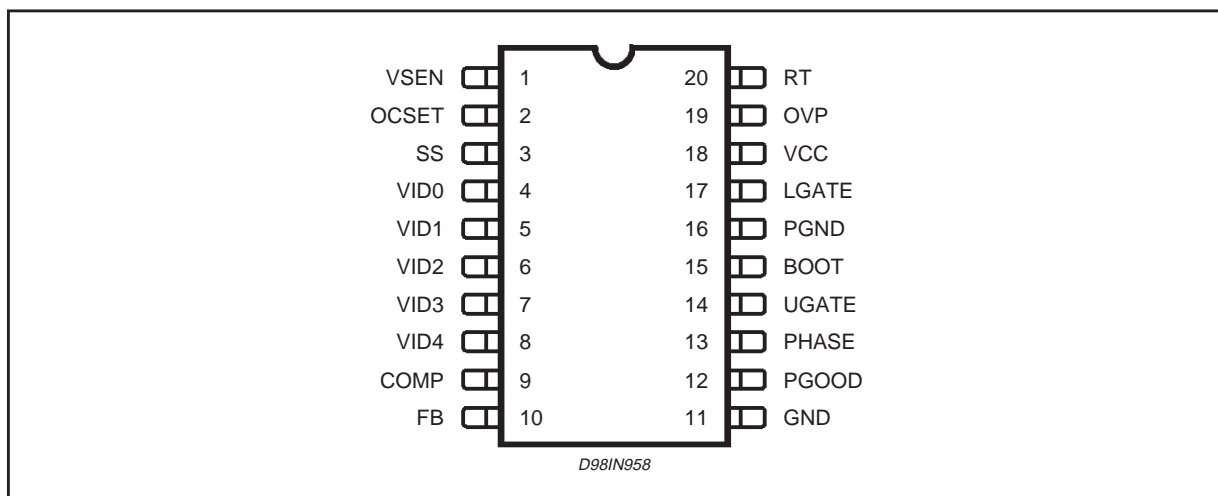 VSEN 1 20 RT
OCSET 2 19 OVP
SS 3 18 VCC
VID0 4 17 LGATE
VID1 5 16 PGND
VID2 6 15 BOOT
VID3 7 14 UGATE
VID4 8 13 PHASE
COMP 9 12 PGOOD
FB 10 11 GND
D98IN958